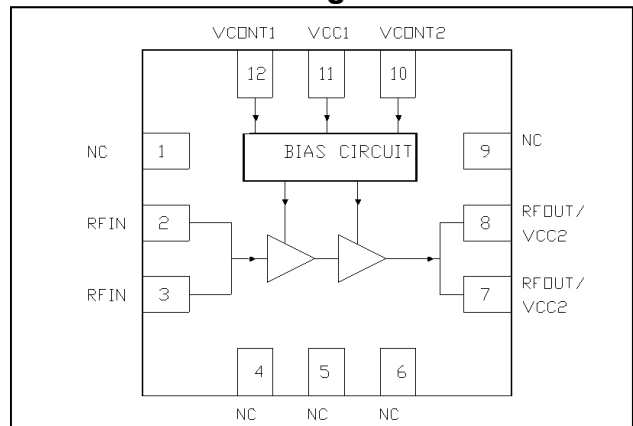 VCONT1 VCC1 VCONT2
12 11 10
NC 1 BIAS CIRCUIT 9 NC
RFIN 2 8 RFOUT/
VCC2
RFIN 3 7 RFOUT/
VCC2
4 5 6
NC NC NC